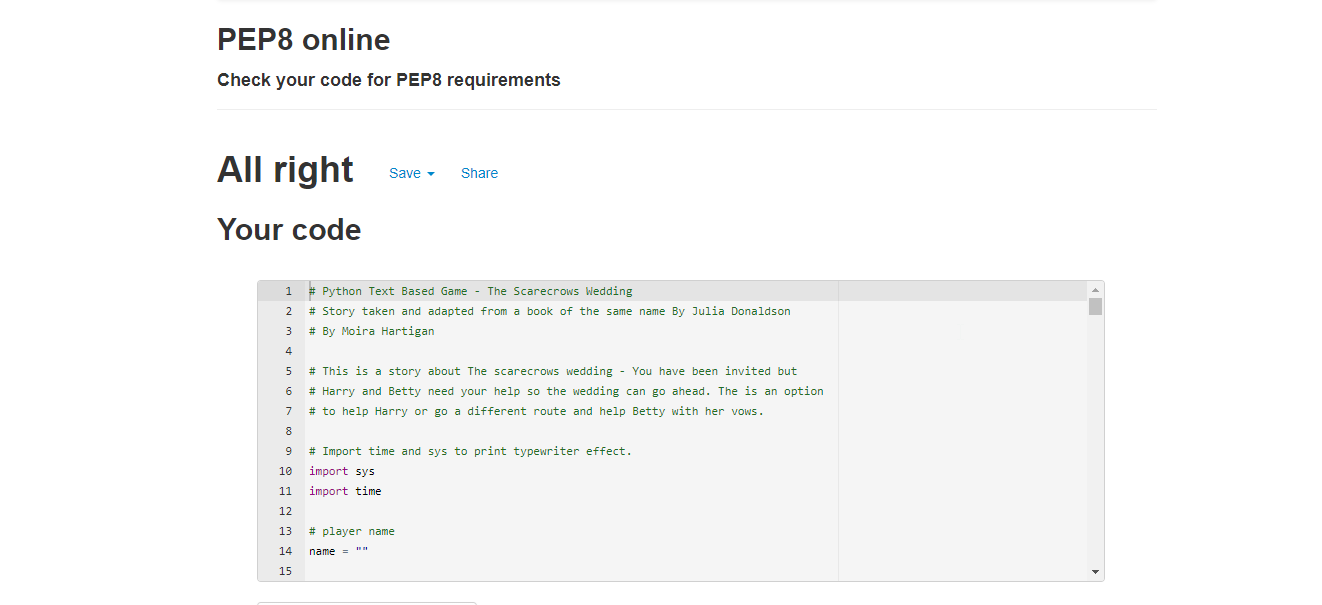 PEP8 online
Check your code for PEP8 requirements
All right Save Share
Your code
1 # Python Text Based Game - The Scarecrows Wedding
2 # Story taken and adapted from a book of the same name By Julia Donaldson
3 # By Moira Hartigan
4
5 # This is a story about The scarecrows wedding - You have been invited but
6 # Harry and Betty need your help so the wedding can go ahead. The is an option
7 # to help Harry or go a different route and help Betty with her vows.
8
9 # Import time and sys to print typewriter effect.
10 import sys
11 import time
12
13 # player name
14 name = ""
15